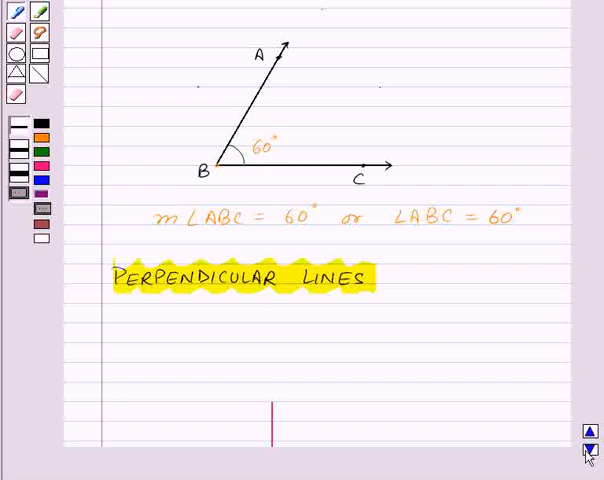 A
60°
B
C
m∠ABC = 60° or ∠ABC = 60°
PERPENDICULAR LINES